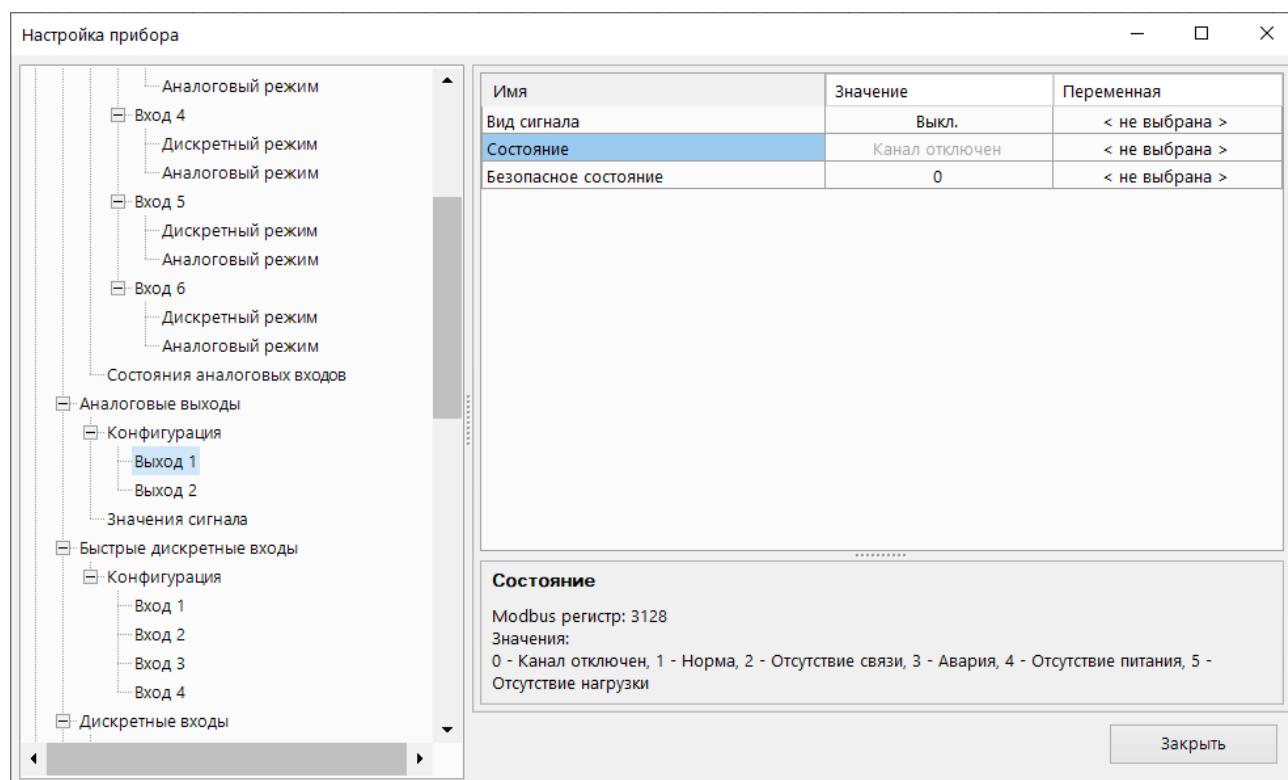 Настройка прибора
Аналоговый режим
Вход 4
Дискретный режим
Аналоговый режим
Вход 5
Дискретный режим
Аналоговый режим
Вход 6
Дискретный режим
Аналоговый режим
Состояния аналоговых входов
Аналоговые выходы
Конфигурация
Выход 1
Выход 2
Значения сигнала
Быстрые дискретные входы
Конфигурация
Вход 1
Вход 2
Вход 3
Вход 4
Дискретные входы
Имя Значение Переменная
Вид сигнала Выкл. < не выбрана >
Состояние Канал отключен < не выбрана >
Безопасное состояние 0 < не выбрана >
Состояние
Modbus регистр: 3128
Значения:
0 - Канал отключен, 1 - Норма, 2 - Отсутствие связи, 3 - Авария, 4 - Отсутствие питания, 5 -
Отсутствие нагрузки
Закрыть